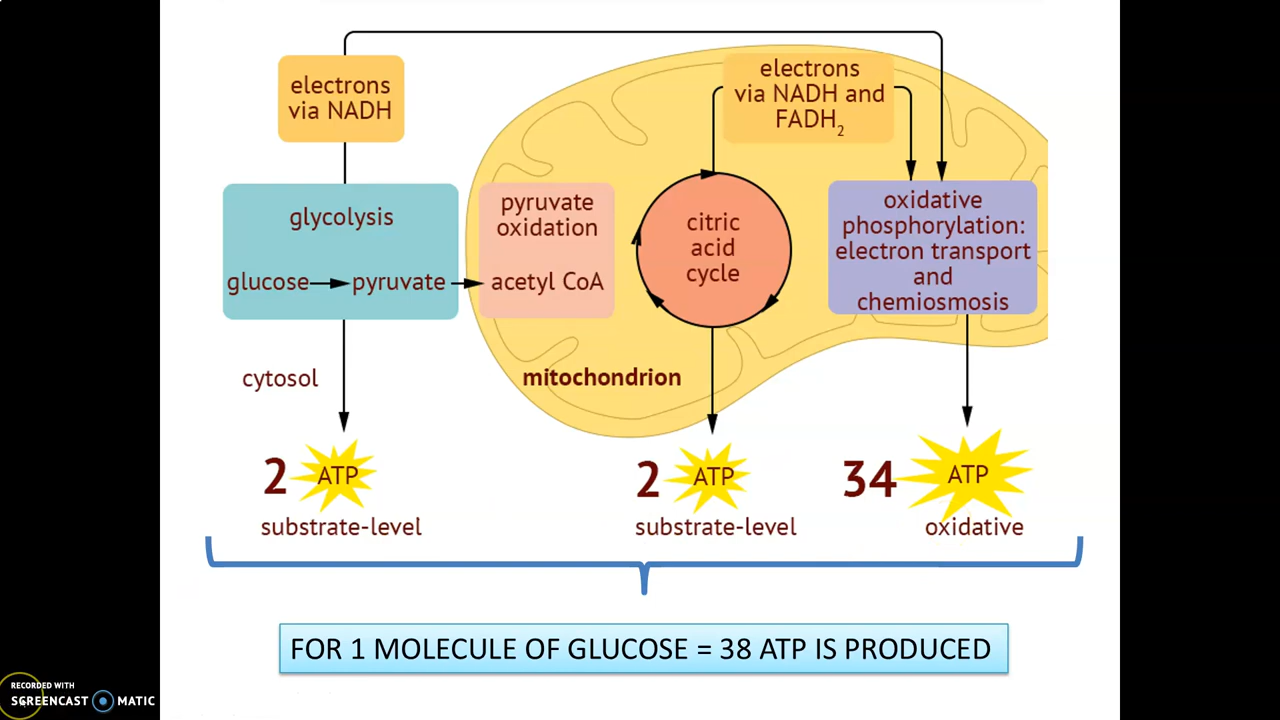 electrons
via NADH
electrons
via NADH and
FADH₂
glycolysis
glucose pyruvate
pyruvate
oxidation
acetyl CoA
citric
acid
cycle
oxidative
phosphorylation:
electron transport
and
chemiosmosis
cytosol
mitochondrion
2 ATP
substrate-level
2 ATP
substrate-level
34 ATP
oxidative
FOR 1 MOLECULE OF GLUCOSE = 38 ATP IS PRODUCED
RECORDED WITH
SCREENCAST MATIC